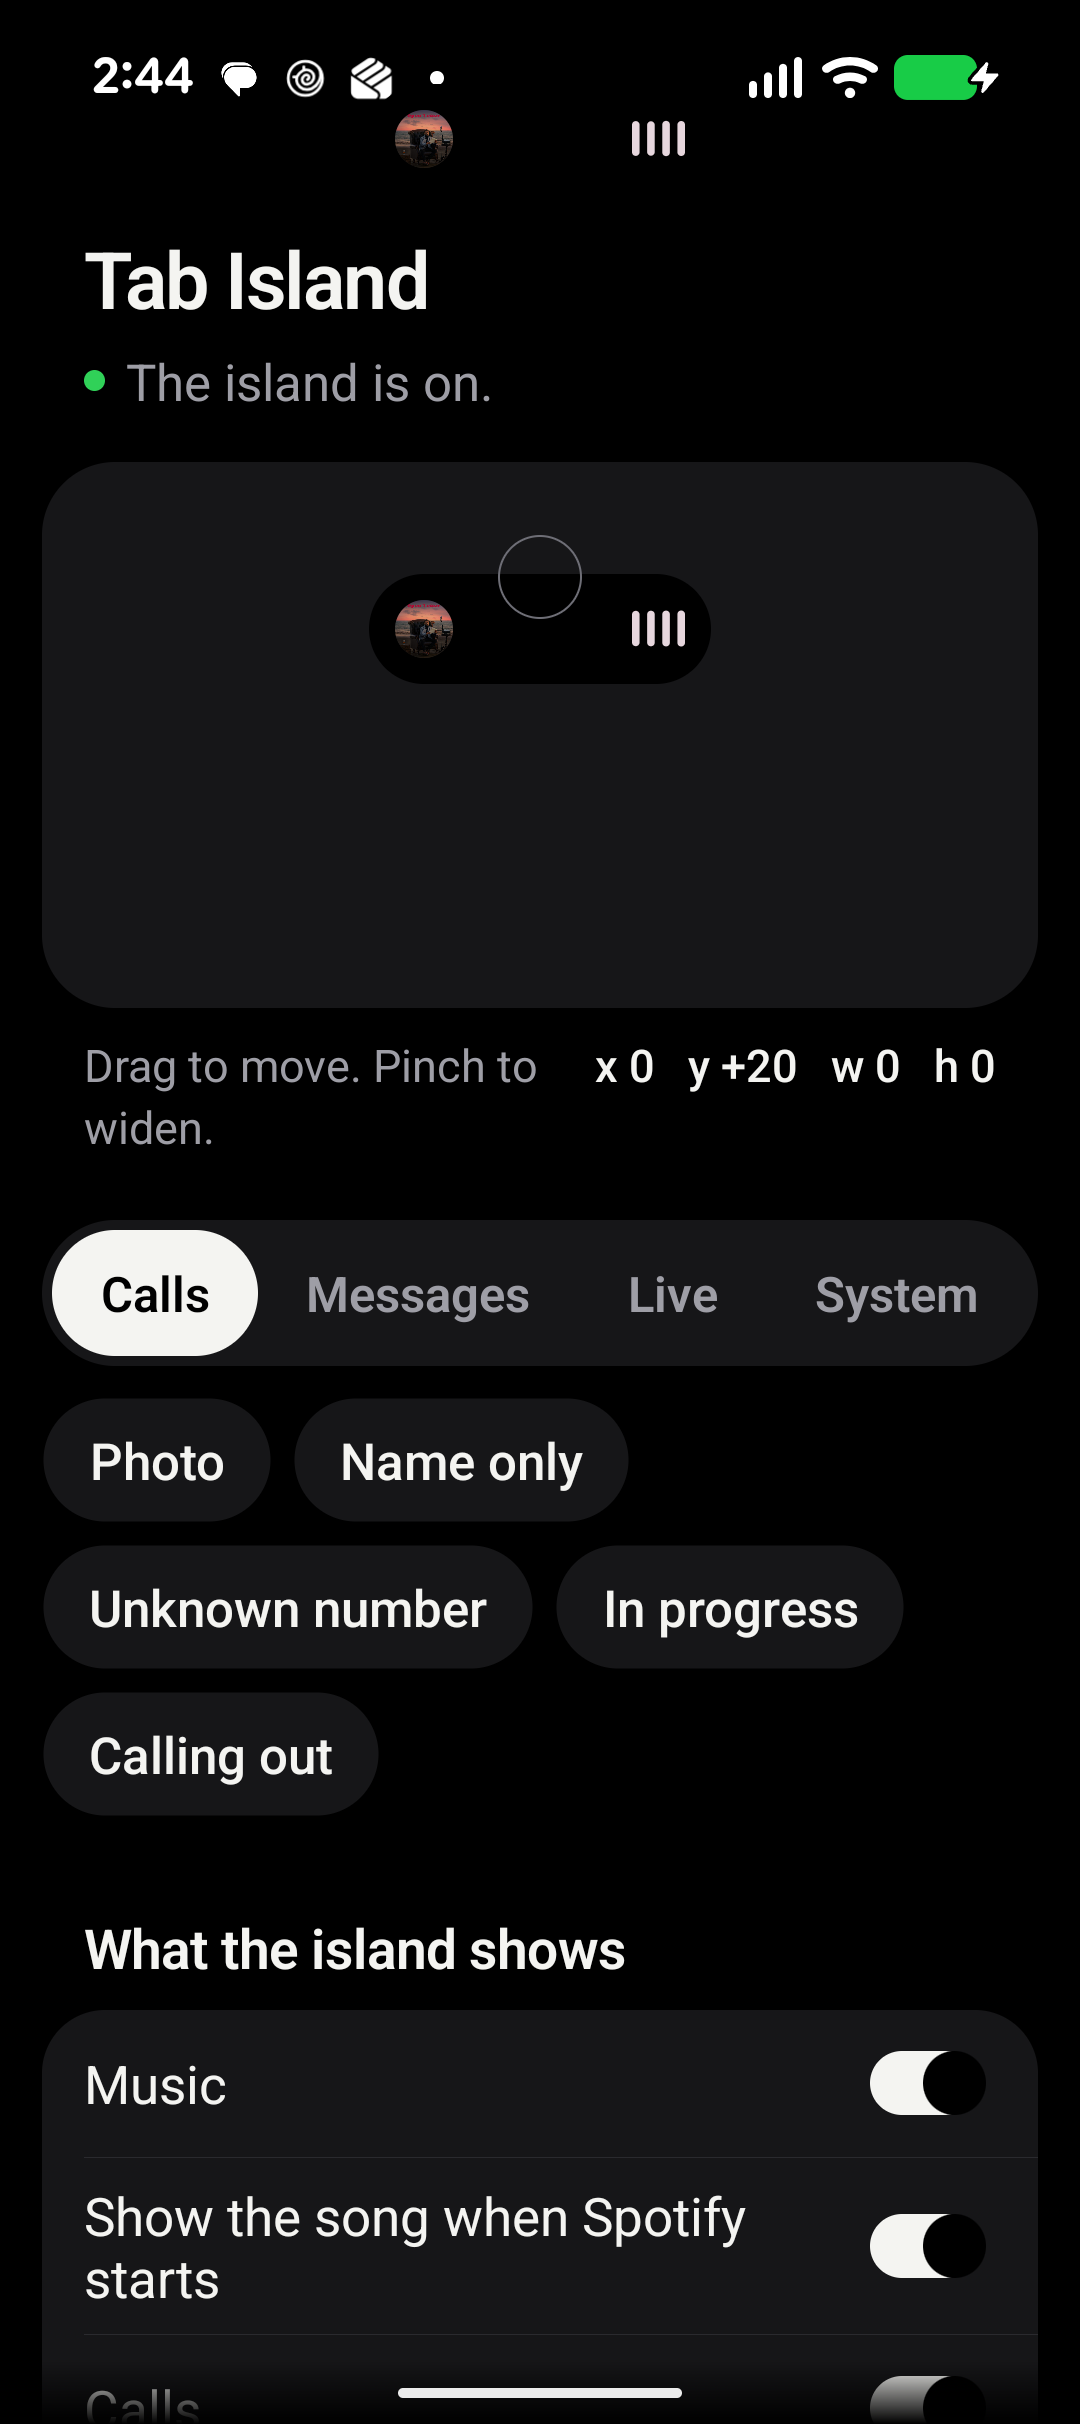 2:44
Tab Island
The island is on.
Drag to move. Pinch to widen.
x 0 y +20 w 0 h 0
Calls Messages Live System
Photo Name only
Unknown number In progress
Calling out
What the island shows
Music
Show the song when Spotify
starts
Calls